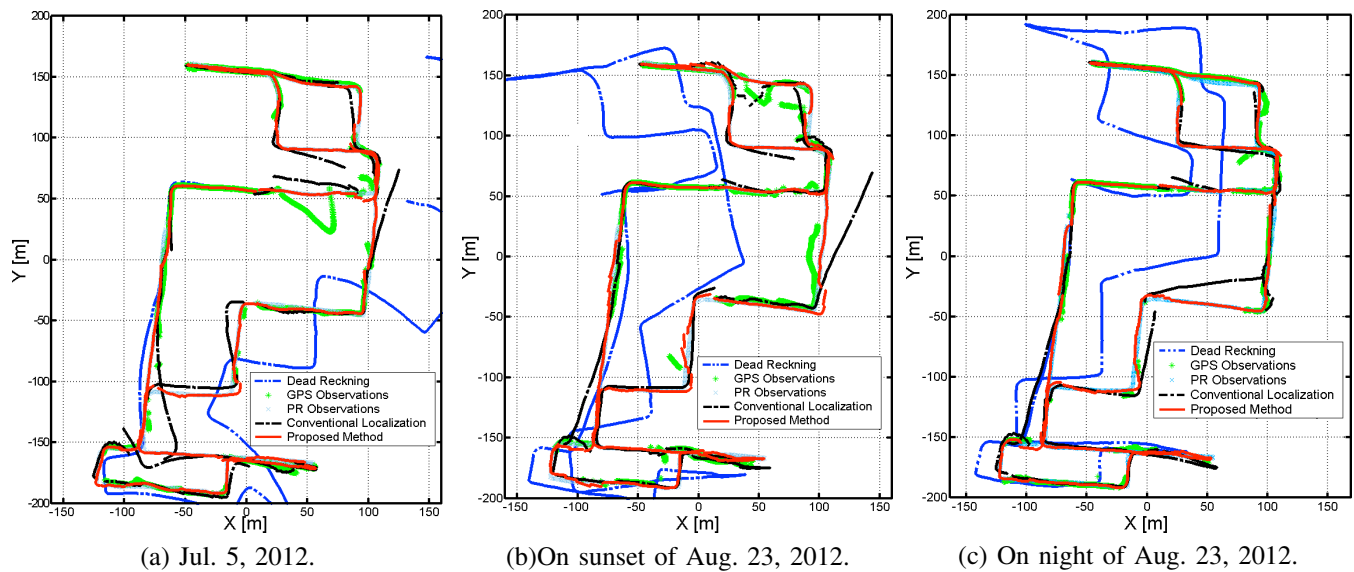 200
150
100
50
0
-50
-100
-150
-200
-150
-100
-50
0
50
100
150
Y [m]
X [m]
Dead Reckning
GPS Observations
PR Observations
Conventional Localization
Proposed Method
(a) Jul. 5, 2012.
200
150
100
50
0
-50
-100
-150
-200
-150
-100
-50
0
50
100
150
Y [m]
X [m]
Dead Reckning
GPS Observations
PR Observations
Conventional Localization
Proposed Method
(b)On sunset of Aug. 23, 2012.
200
150
100
50
0
-50
-100
-150
-200
-150
-100
-50
0
50
100
150
Y [m]
X [m]
Dead Reckning
GPS Observations
PR Observations
Conventional Localization
Proposed Method
(c) On night of Aug. 23, 2012.